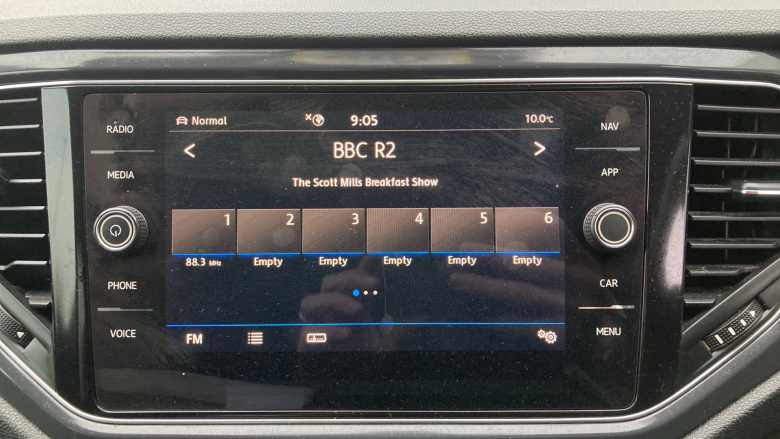 RADIO
MEDIA
PHONE
VOICE
Normal 9:05 10.0°C
< BBC R2 >
The Scott Mills Breakfast Show
1 2 3 4 5 6
88.3 MHz Empty Empty Empty Empty Empty
FM
NAV
APP
CAR
MENU